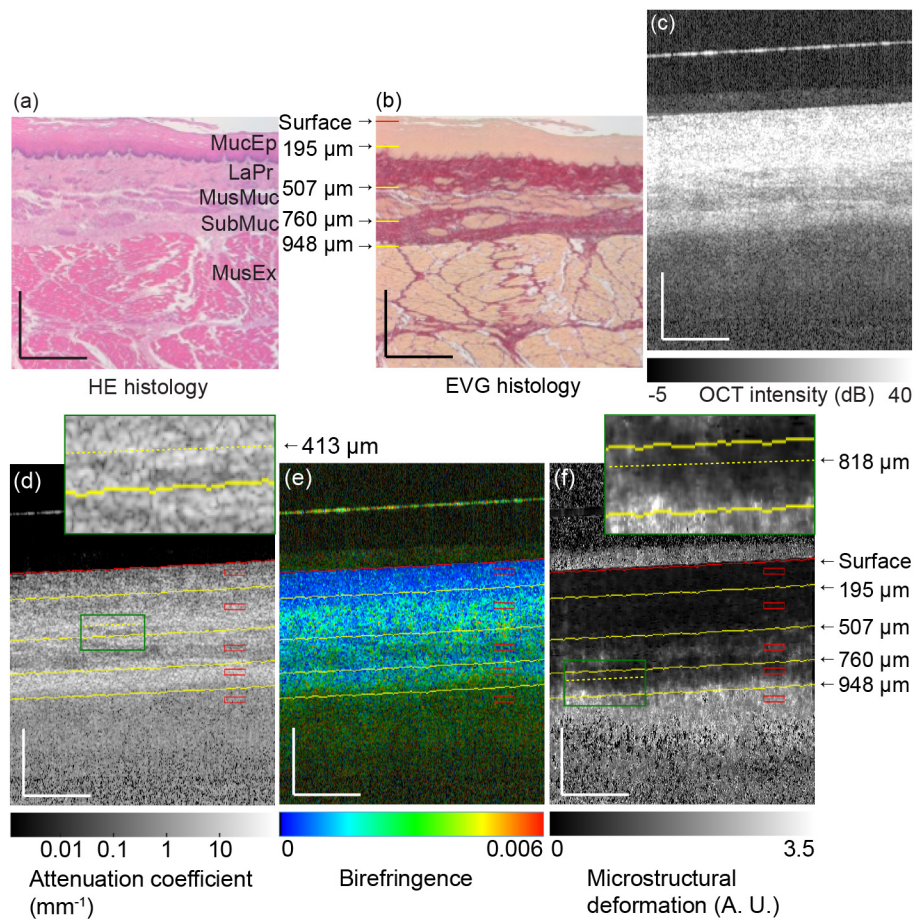 (c)
(a)
(b)
Surface →
MucEp
195 µm →
LaPr
507 µm →
MusMuc
SubMuc
760 µm →
948 µm →
MusEx
HE histology
EVG histology
OCT intensity (dB)
-5
40
←413 µm
(d)
(e)
(f)
←818 µm
←Surface
←195 µm
←507 µm
←760 µm
←948 µm
0.01 0.1 1 10
Attenuation coefficient
(mm⁻¹)
0 0.006
Birefringence
0 3.5
Microstructural
deformation (A. U.)